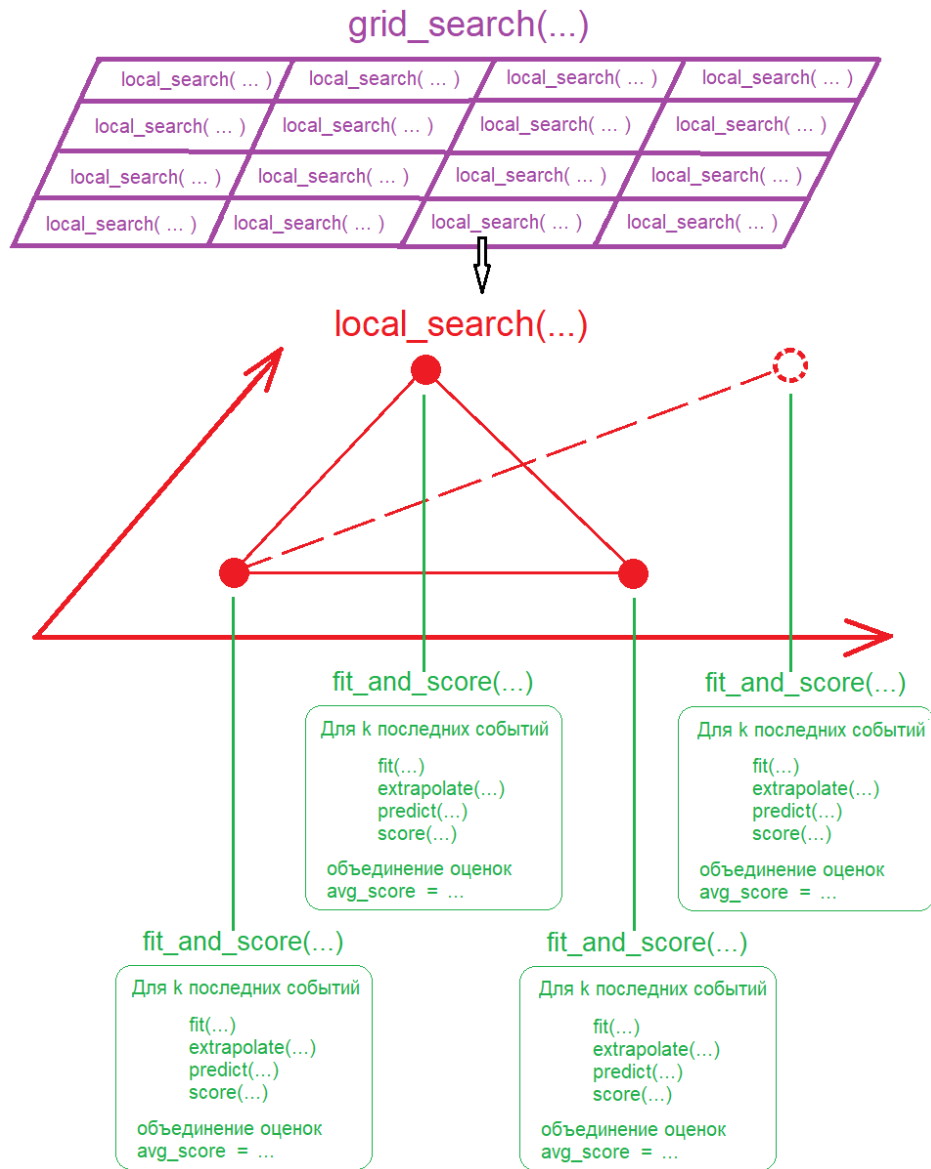 grid_search(...)
local_search( ... ) local_search( ... ) local_search( ... ) local_search( ... )
local_search( ... ) local_search( ... ) local_search( ... ) local_search( ... )
local_search( ... ) local_search( ... ) local_search( ... ) local_search( ... )
local_search( ... ) local_search( ... ) local_search( ... ) local_search( ... )
local_search(...)
fit_and_score(...)
Для k последних событий
fit(...)
extrapolate(...)
predict(...)
score(...)
объединение оценок
avg_score = ...
fit_and_score(...)
Для k последних событий
fit(...)
extrapolate(...)
predict(...)
score(...)
объединение оценок
avg_score = ...
fit_and_score(...)
Для k последних событий
fit(...)
extrapolate(...)
predict(...)
score(...)
объединение оценок
avg_score = ...
fit_and_score(...)
Для k последних событий
fit(...)
extrapolate(...)
predict(...)
score(...)
объединение оценок
avg_score = ...